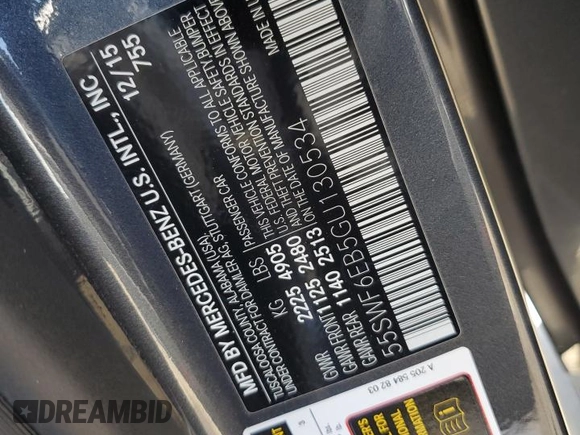 MFD BY MERCEDES-BENZ U.S. INTL., INC
12/15
TUSCALOOSA COUNTY, ALABAMA (USA)
755
UNDER CONTRACT FOR DAIMLER AG, STUTTGART (GERMANY)
PASSENGER CAR
KG LBS
THIS VEHICLE CONFORMS TO ALL APPLICABLE
U.S. FEDERAL MOTOR VEHICLE SAFETY BUMPER
AND THEFT PREVENTION STANDARDS IN EFFECT
ON THE DATE OF MANUFACTURE SHOWN ABOVE
GVWR 2225 4905
GAWR FRONT 1125 2480
GAWR REAR 1140 2513
MADE IN
55SWF6EB5GU130534
A 205 584 82 03
DREAMBID